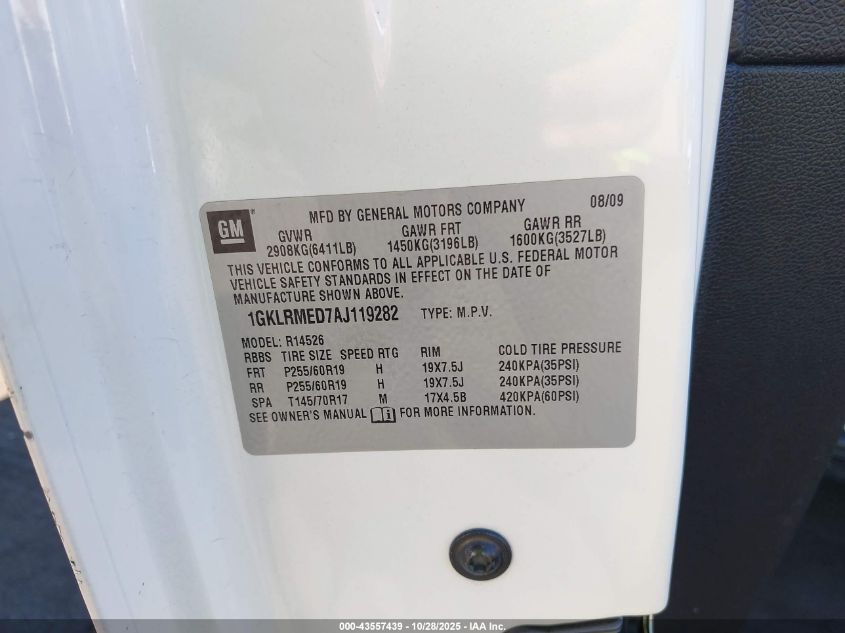 GM®
MFD BY GENERAL MOTORS COMPANY 08/09
GVWR GAWR FRT GAWR RR
2908KG(6411LB) 1450KG(3196LB) 1600KG(3527LB)
THIS VEHICLE CONFORMS TO ALL APPLICABLE U.S. FEDERAL MOTOR
VEHICLE SAFETY STANDARDS IN EFFECT ON THE DATE OF
MANUFACTURE SHOWN ABOVE.
1GKLRMED7AJ119282 TYPE: M.P.V.
MODEL: R14526
RBBS TIRE SIZE SPEED RTG RIM COLD TIRE PRESSURE
FRT P255/60R19 H 19X7.5J 240KPA(35PSI)
RR P255/60R19 H 19X7.5J 240KPA(35PSI)
SPA T145/70R17 M 17X4.5B 420KPA(60PSI)
SEE OWNER'S MANUAL i FOR MORE INFORMATION.
000-43557439 • 10/28/2025 • IAA Inc.